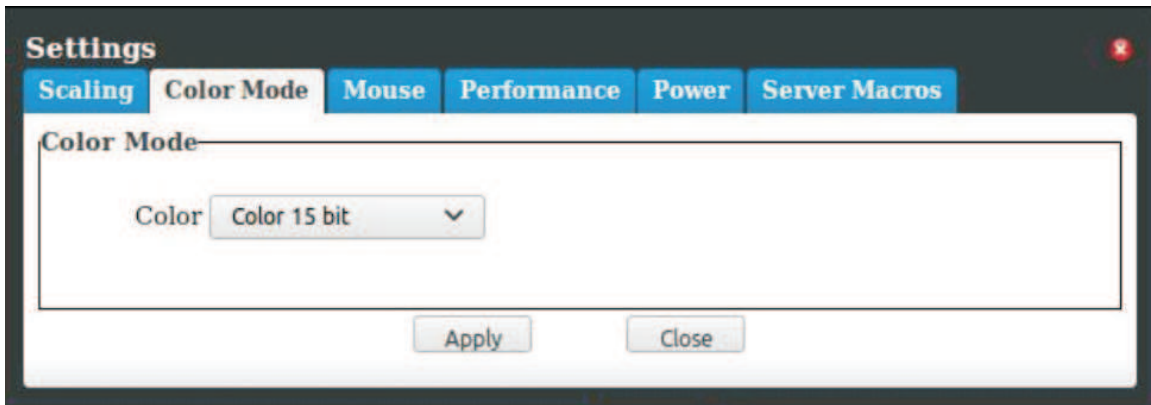 Settings
Scaling Color Mode Mouse Performance Power Server Macros
Color Mode
Color Color 15 bit
Apply Close